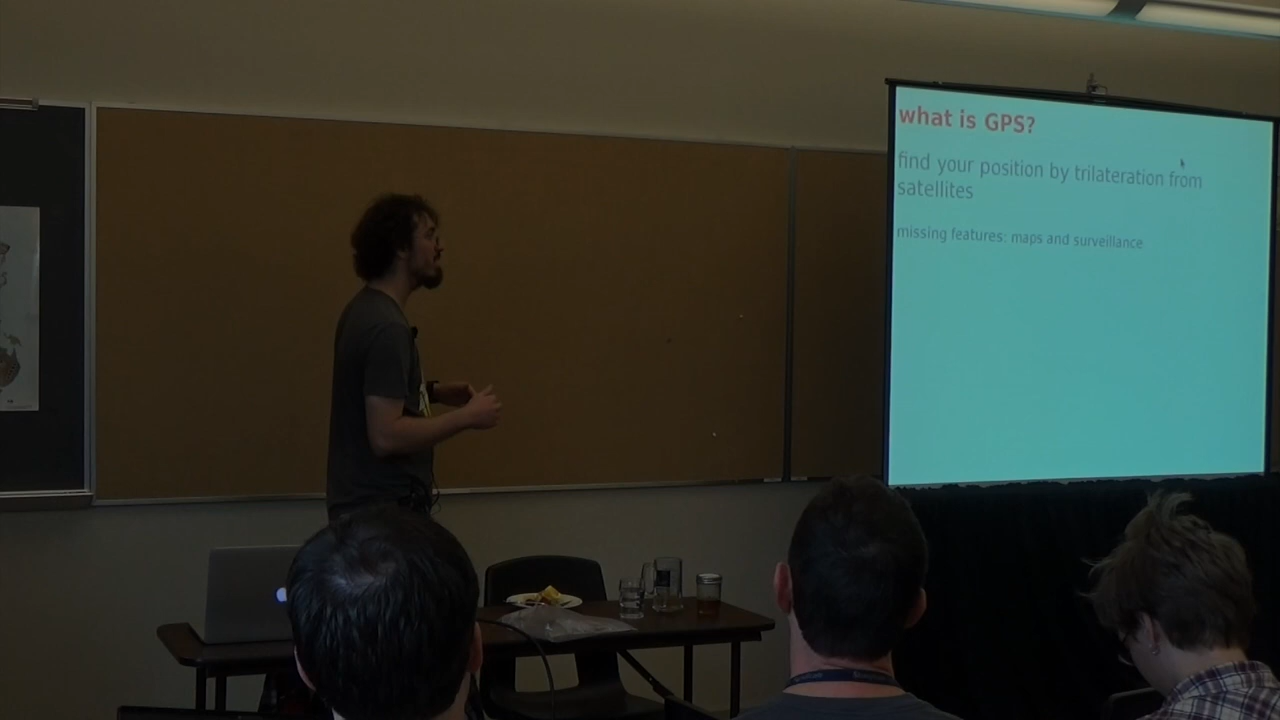 what is GPS?
find your position by trilateration from
satellites
missing features: maps and surveillance